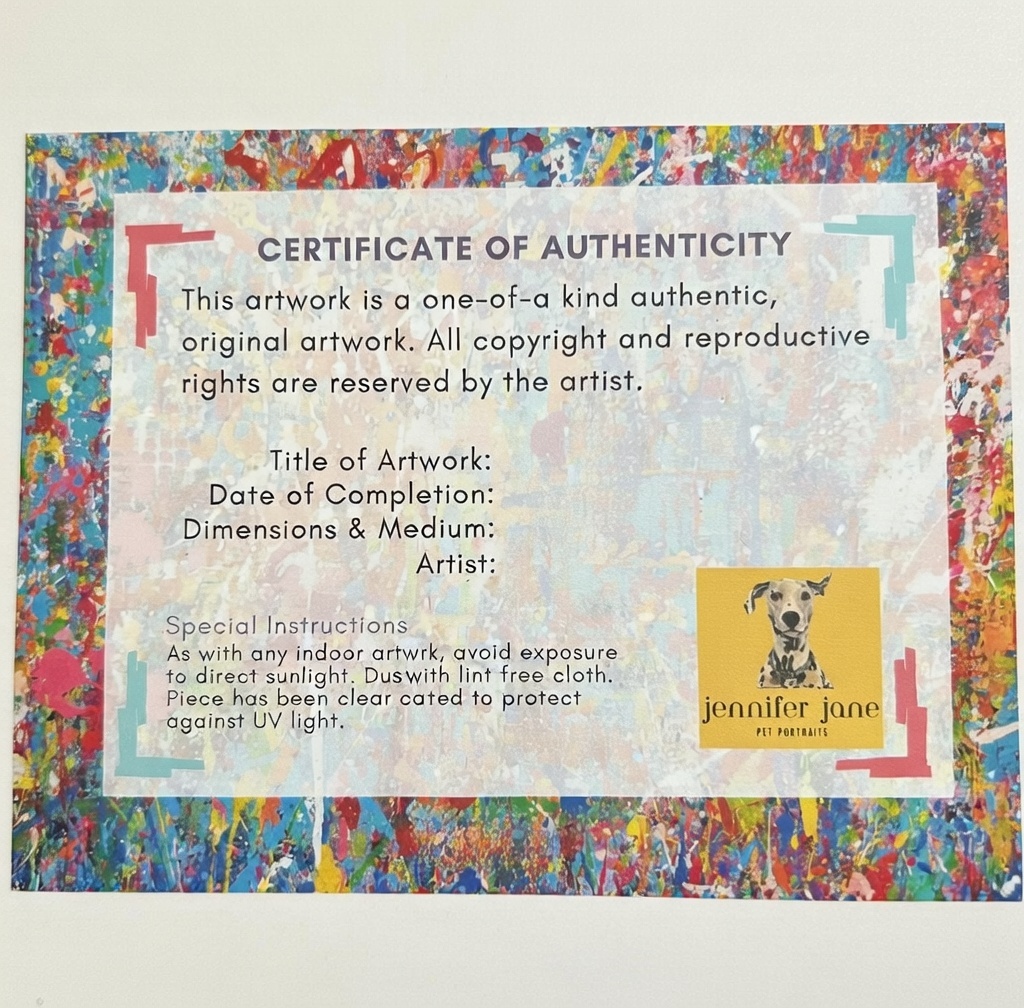 CERTIFICATE OF AUTHENTICITY
This artwork is a one-of-a kind authentic,
original artwork. All copyright and reproductive
rights are reserved by the artist.
Title of Artwork:
Date of Completion:
Dimensions & Medium:
Artist:
Special Instructions
As with any indoor artwrk, avoid exposure
to direct sunlight. Duswith lint free cloth.
Piece has been clear cated to protect
against UV light.
jennifer jane
PET PORTRAITS